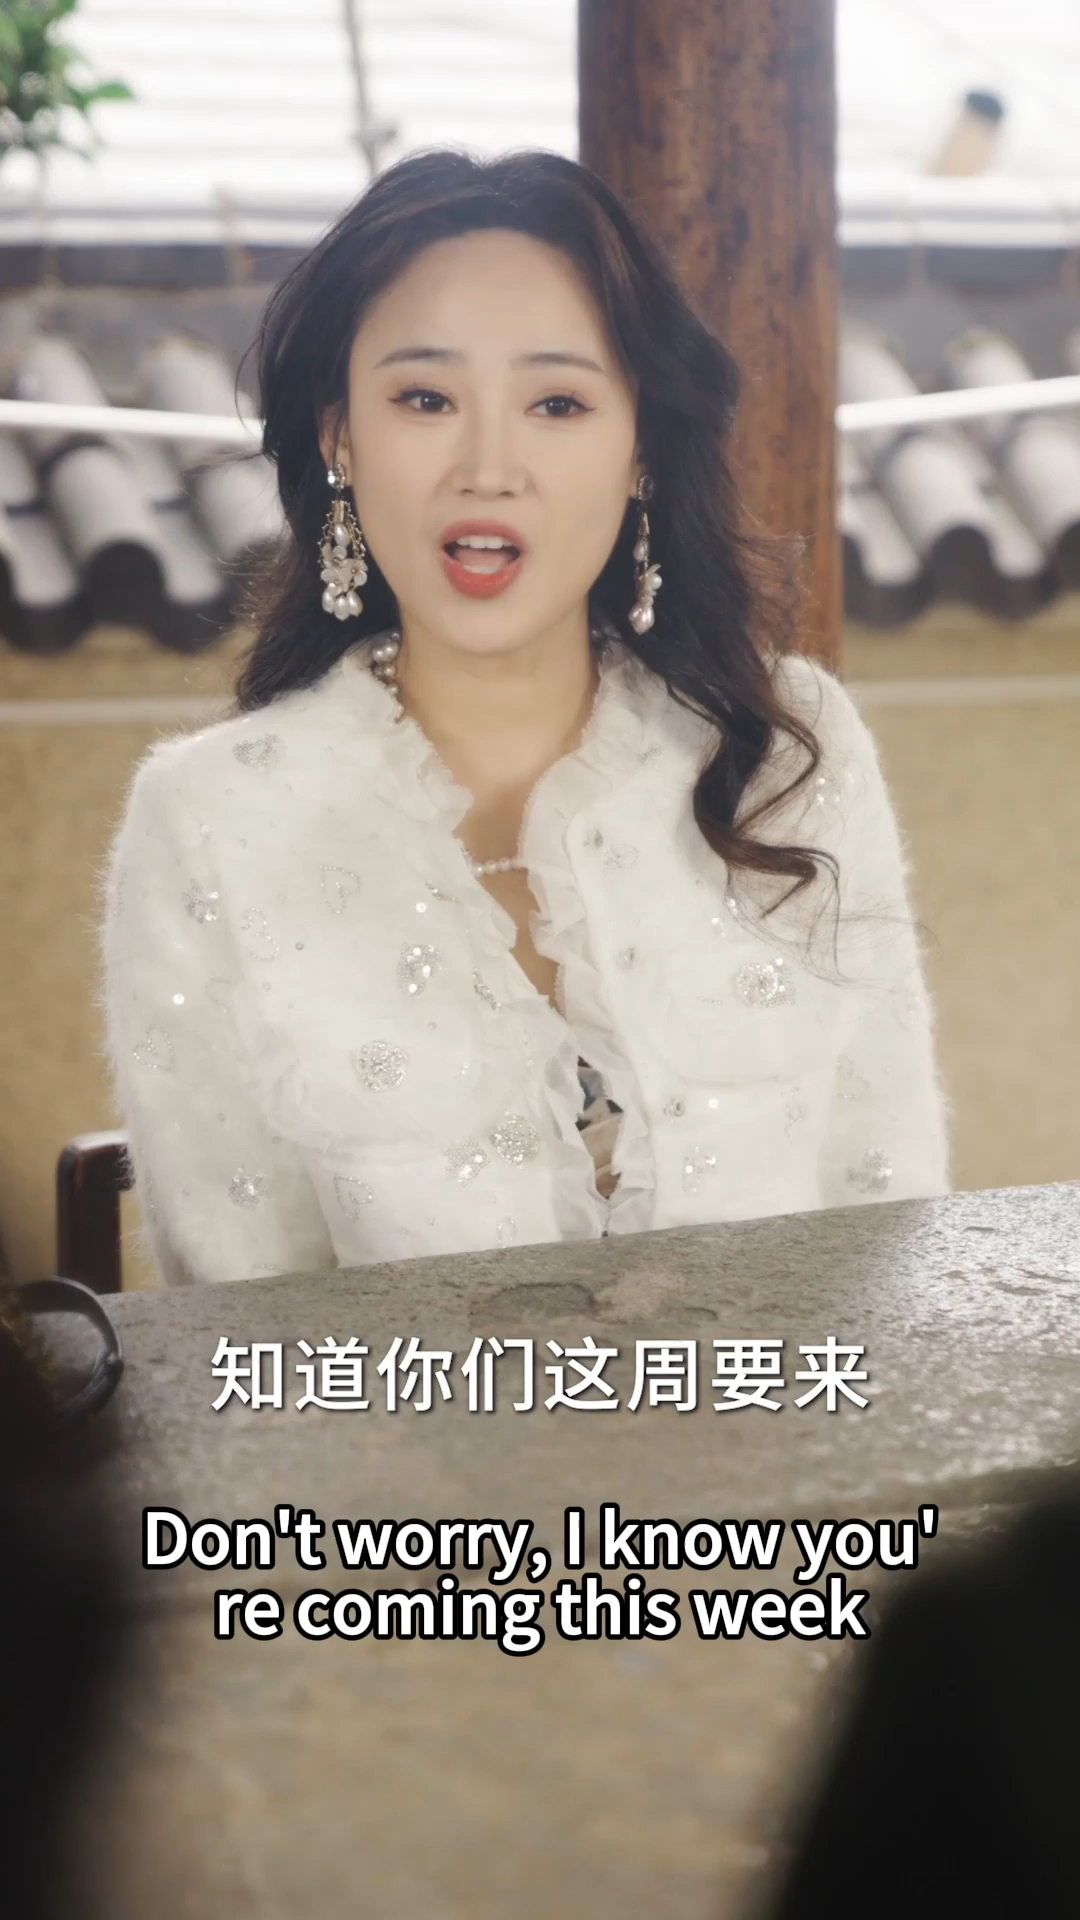 知道你们这周要来
Don't worry, I know you'
re coming this week